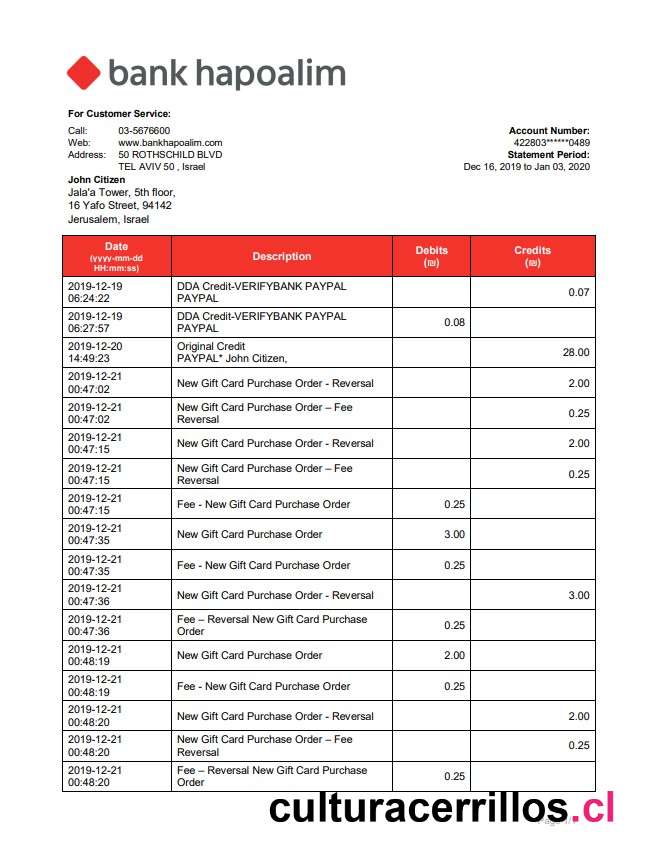 bank hapoalim
For Customer Service:
Call: 03-5676600
Web: www.bankhapoalim.com
Address: 50 ROTHSCHILD BLVD
TEL AVIV 50 , Israel
Account Number:
422803******0489
Statement Period:
Dec 16, 2019 to Jan 03, 2020
John Citizen
Jala'a Tower, 5th floor,
16 Yafo Street, 94142
Jerusalem, Israel
Date (yyyy-mm-dd HH:mm:ss) Description Debits (₪) Credits (₪)
2019-12-19 06:24:22 DDA Credit-VERIFYBANK PAYPAL PAYPAL 0.07
2019-12-19 06:27:57 DDA Credit-VERIFYBANK PAYPAL PAYPAL 0.08
2019-12-20 14:49:23 Original Credit PAYPAL* John Citizen, 28.00
2019-12-21 00:47:02 New Gift Card Purchase Order - Reversal 2.00
2019-12-21 00:47:02 New Gift Card Purchase Order – Fee Reversal 0.25
2019-12-21 00:47:15 New Gift Card Purchase Order - Reversal 2.00
2019-12-21 00:47:15 New Gift Card Purchase Order – Fee Reversal 0.25
2019-12-21 00:47:15 Fee - New Gift Card Purchase Order 0.25
2019-12-21 00:47:35 New Gift Card Purchase Order 3.00
2019-12-21 00:47:35 Fee - New Gift Card Purchase Order 0.25
2019-12-21 00:47:36 New Gift Card Purchase Order - Reversal 3.00
2019-12-21 00:47:36 Fee – Reversal New Gift Card Purchase Order 0.25
2019-12-21 00:48:19 New Gift Card Purchase Order 2.00
2019-12-21 00:48:19 Fee - New Gift Card Purchase Order 0.25
2019-12-21 00:48:20 New Gift Card Purchase Order - Reversal 2.00
2019-12-21 00:48:20 New Gift Card Purchase Order – Fee Reversal 0.25
2019-12-21 00:48:20 Fee – Reversal New Gift Card Purchase Order 0.25
culturacerrillos.cl